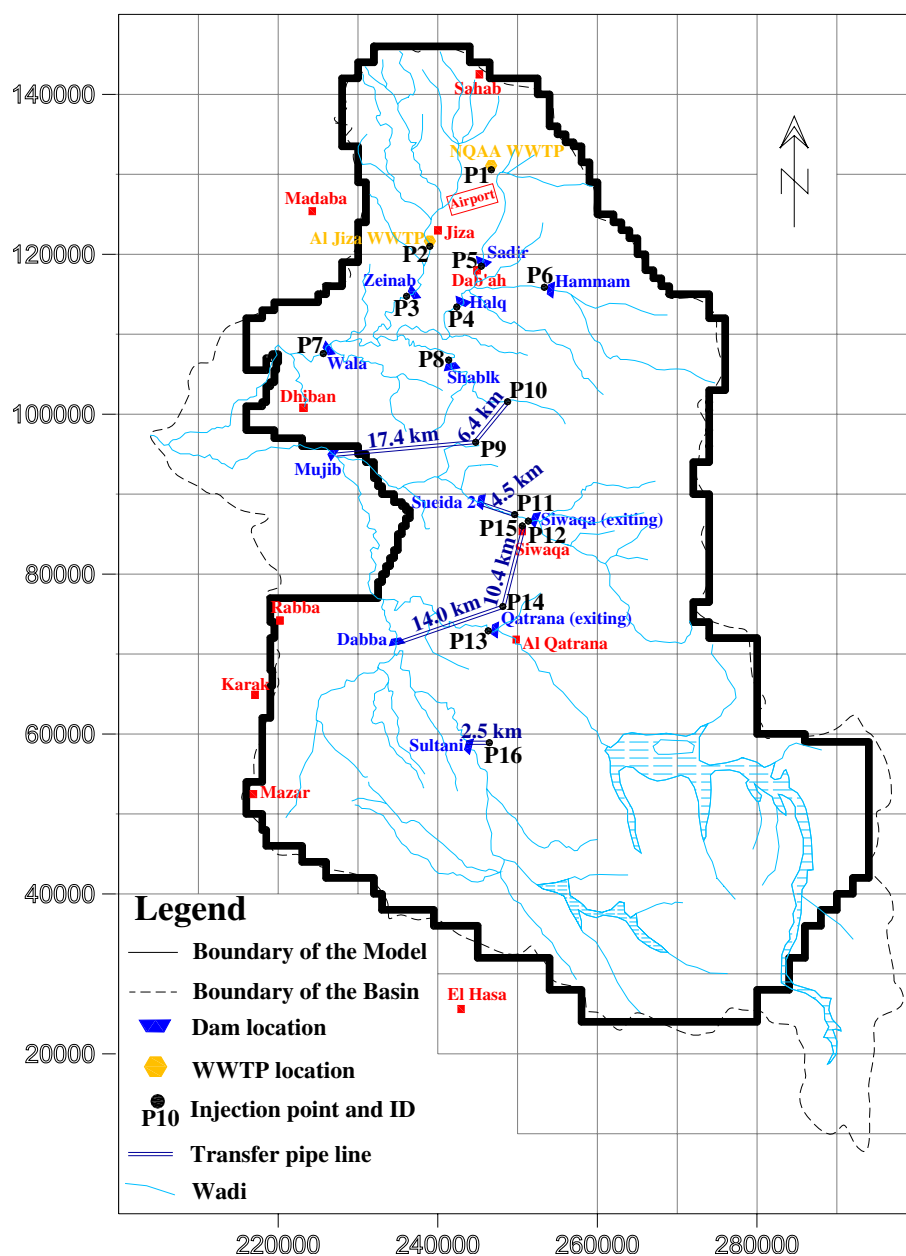 140000
120000
100000
80000
60000
40000
20000
Sahab
NQAA WWTP
P1
Airport
Madaba
Jiza
Al Jiza WWTP
P2
Sadir
P5
Dab'ah
P6
Hammam
Zeinab
P3
Halq
P4
P7
Wala
P8
Shablk
Dhiban
P10
6.4 km
17.4 km
P9
Mujib
4.5 km
Sueida 2
P11
Siwaqa (exiting)
P15
P12
Siwaqa
10.4 km
Rabba
14.0 km
P14
Qatrana (exiting)
Dabba
P13
Al Qatrana
Karak
2.5 km
Sultani
P16
Mazar
El Hasa
Legend
Boundary of the Model
Boundary of the Basin
Dam location
WWTP location
P10 Injection point and ID
Transfer pipe line
Wadi
220000
240000
260000
280000
N